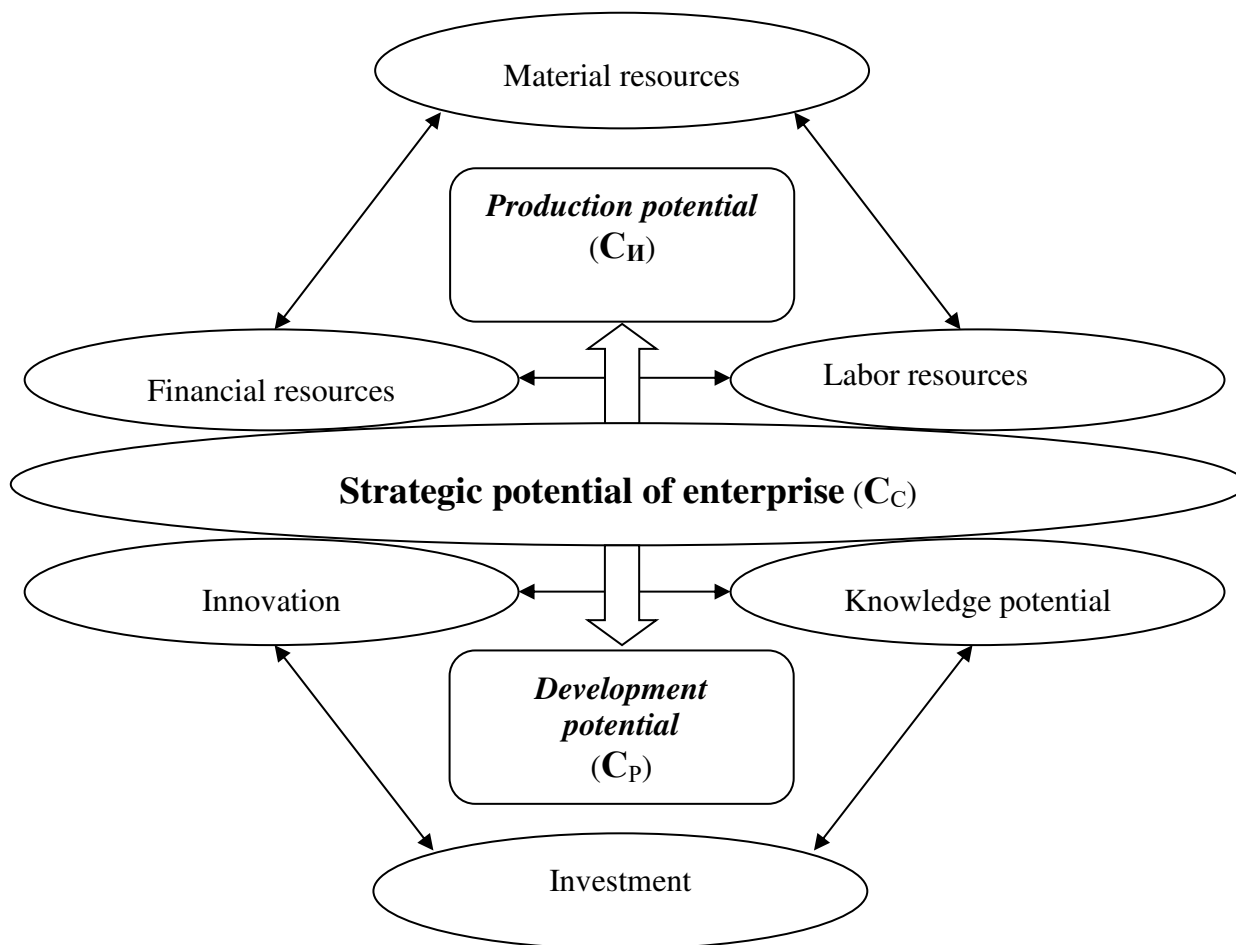 Material resources
Production potential
(CИ)
Financial resources
Labor resources
Strategic potential of enterprise (CC)
Innovation
Knowledge potential
Development
potential
(CP)
Investment